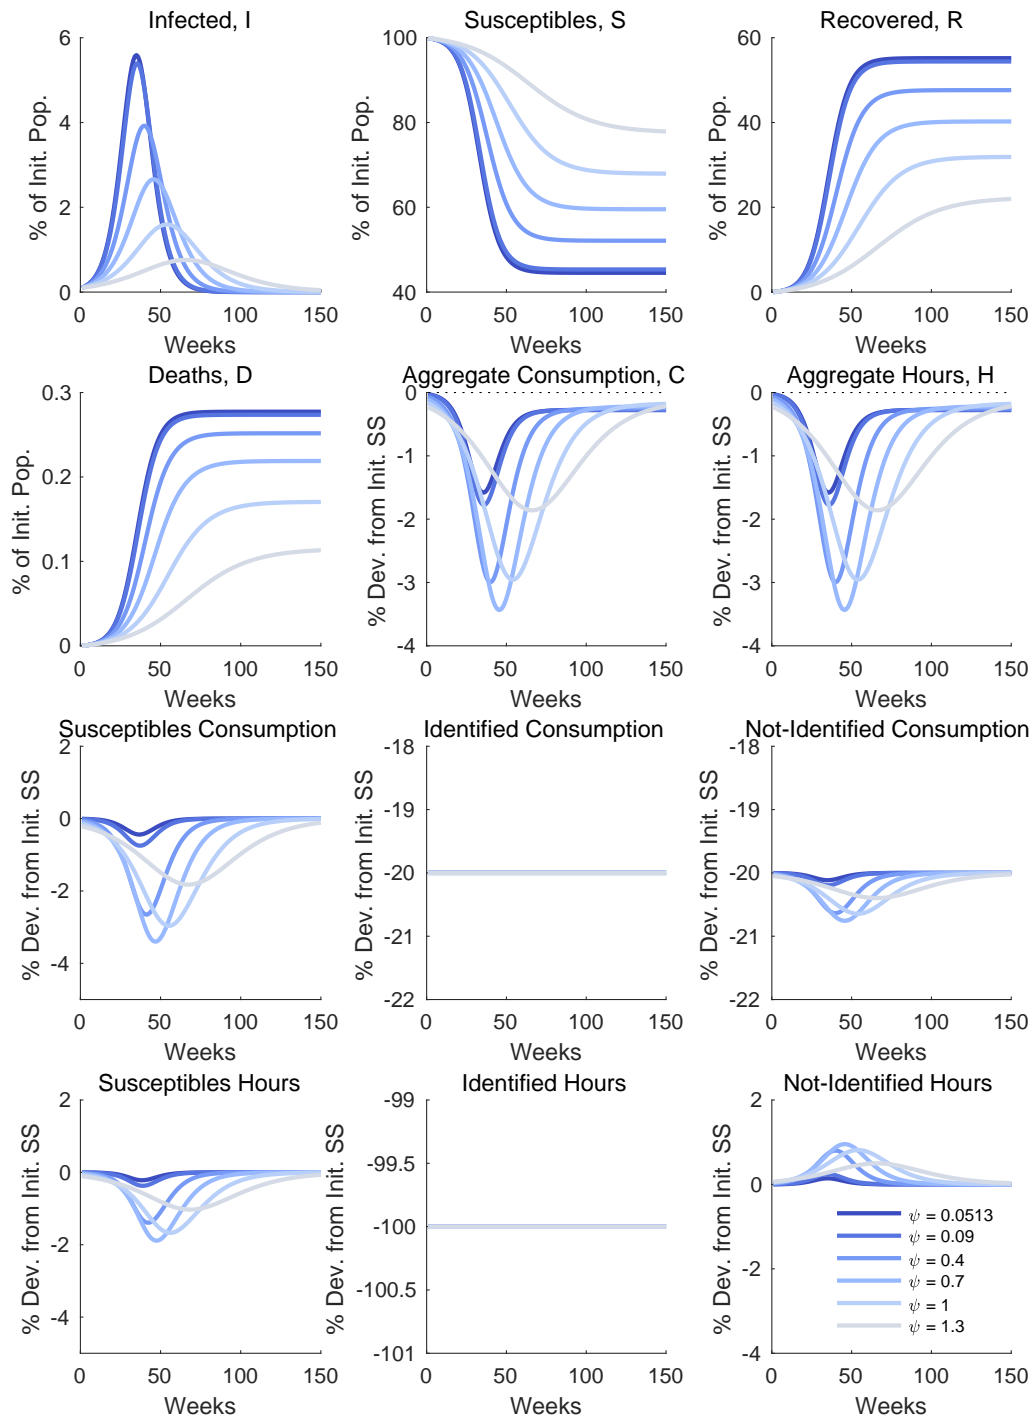 Infected, I
6
4
2
0
% of Init. Pop.
0 50 100 150
Weeks
Susceptibles, S
100
80
60
40
% of Init. Pop.
0 50 100 150
Weeks
Recovered, R
60
40
20
0
% of Init. Pop.
0 50 100 150
Weeks
Deaths, D
0.3
0.2
0.1
0
% of Init. Pop.
0 50 100 150
Weeks
Aggregate Consumption, C
0
-1
-2
-3
-4
% Dev. from Init. SS
0 50 100 150
Weeks
Aggregate Hours, H
0
-1
-2
-3
-4
% Dev. from Init. SS
0 50 100 150
Weeks
Susceptibles Consumption
2
0
-2
-4
% Dev. from Init. SS
0 50 100 150
Weeks
Identified Consumption
-18
-19
-20
-21
-22
% Dev. from Init. SS
0 50 100 150
Weeks
Not-Identified Consumption
-18
-19
-20
-21
-22
% Dev. from Init. SS
0 50 100 150
Weeks
Susceptibles Hours
2
0
-2
-4
% Dev. from Init. SS
0 50 100 150
Weeks
Identified Hours
-99
-99.5
-100
-100.5
-101
% Dev. from Init. SS
0 50 100 150
Weeks
Not-Identified Hours
2
0
-2
-4
% Dev. from Init. SS
ψ = 0.0513
ψ = 0.09
ψ = 0.4
ψ = 0.7
ψ = 1
ψ = 1.3
0 50 100 150
Weeks